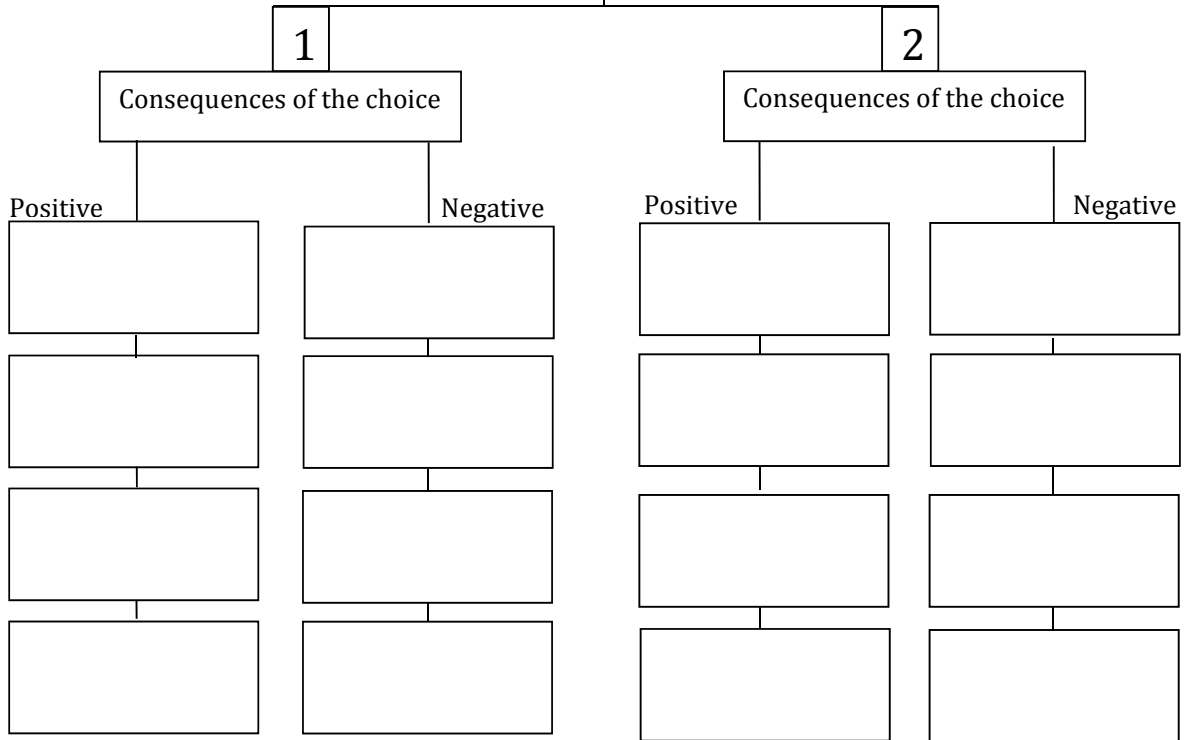 1
2
Consequences of the choice
Consequences of the choice
Positive
Negative
Positive
Negative